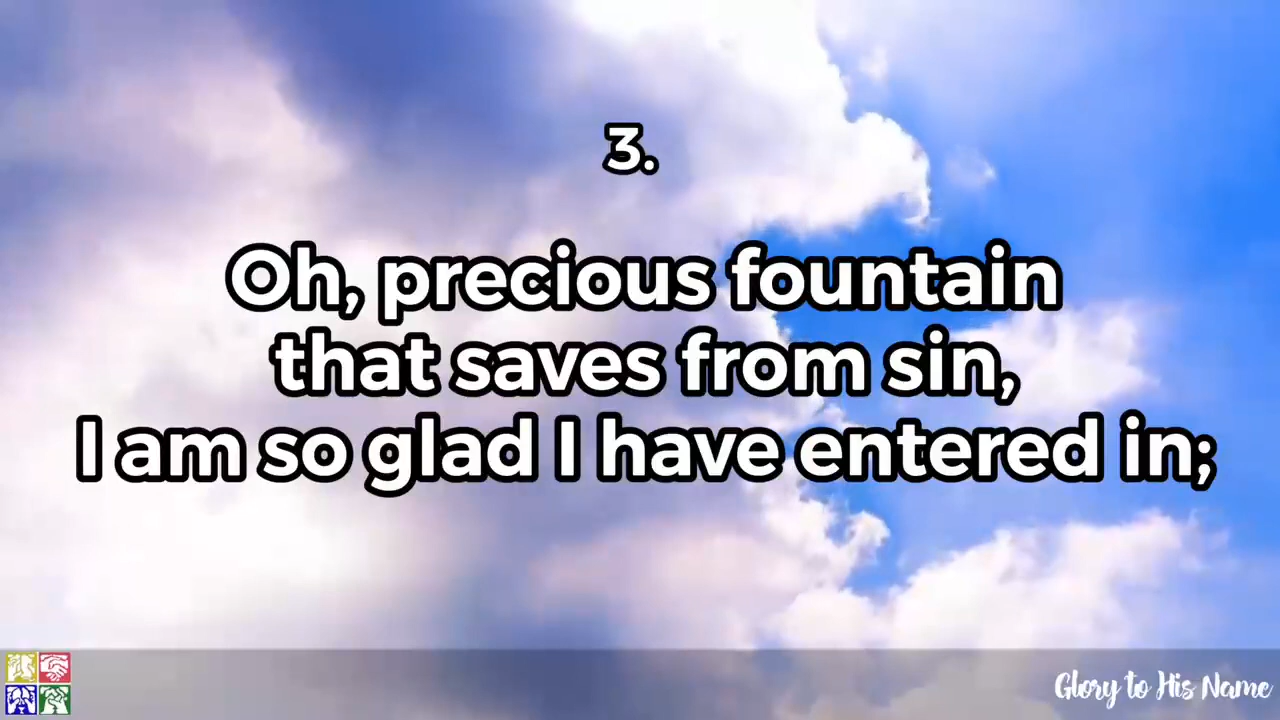 3.
Oh, precious fountain
that saves from sin,
I am so glad I have entered in;
Glory to His Name